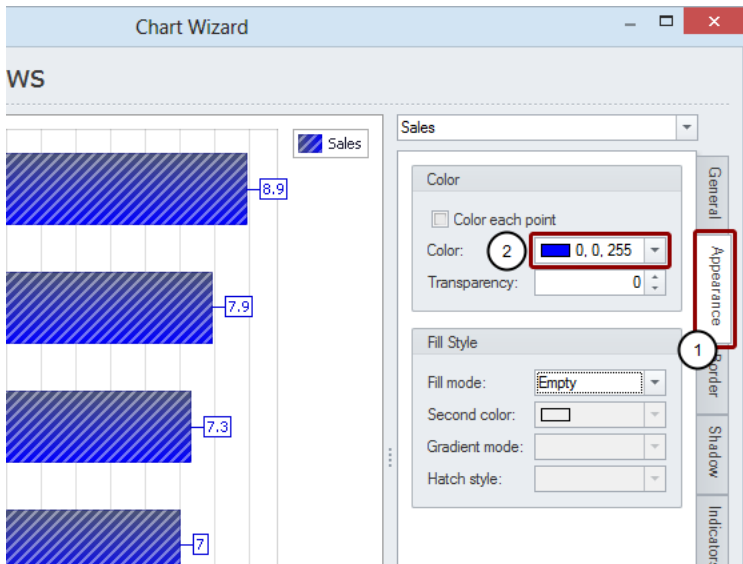 Chart Wizard
ws
Sales
Sales
8.9
7.9
7.3
7
Color
Color each point
Color:
2
0, 0, 255
Transparency:
0
Fill Style
Fill mode:
Empty
Second color:
Gradient mode:
Hatch style:
General
Appearance
1
order
Shadow
Indicators